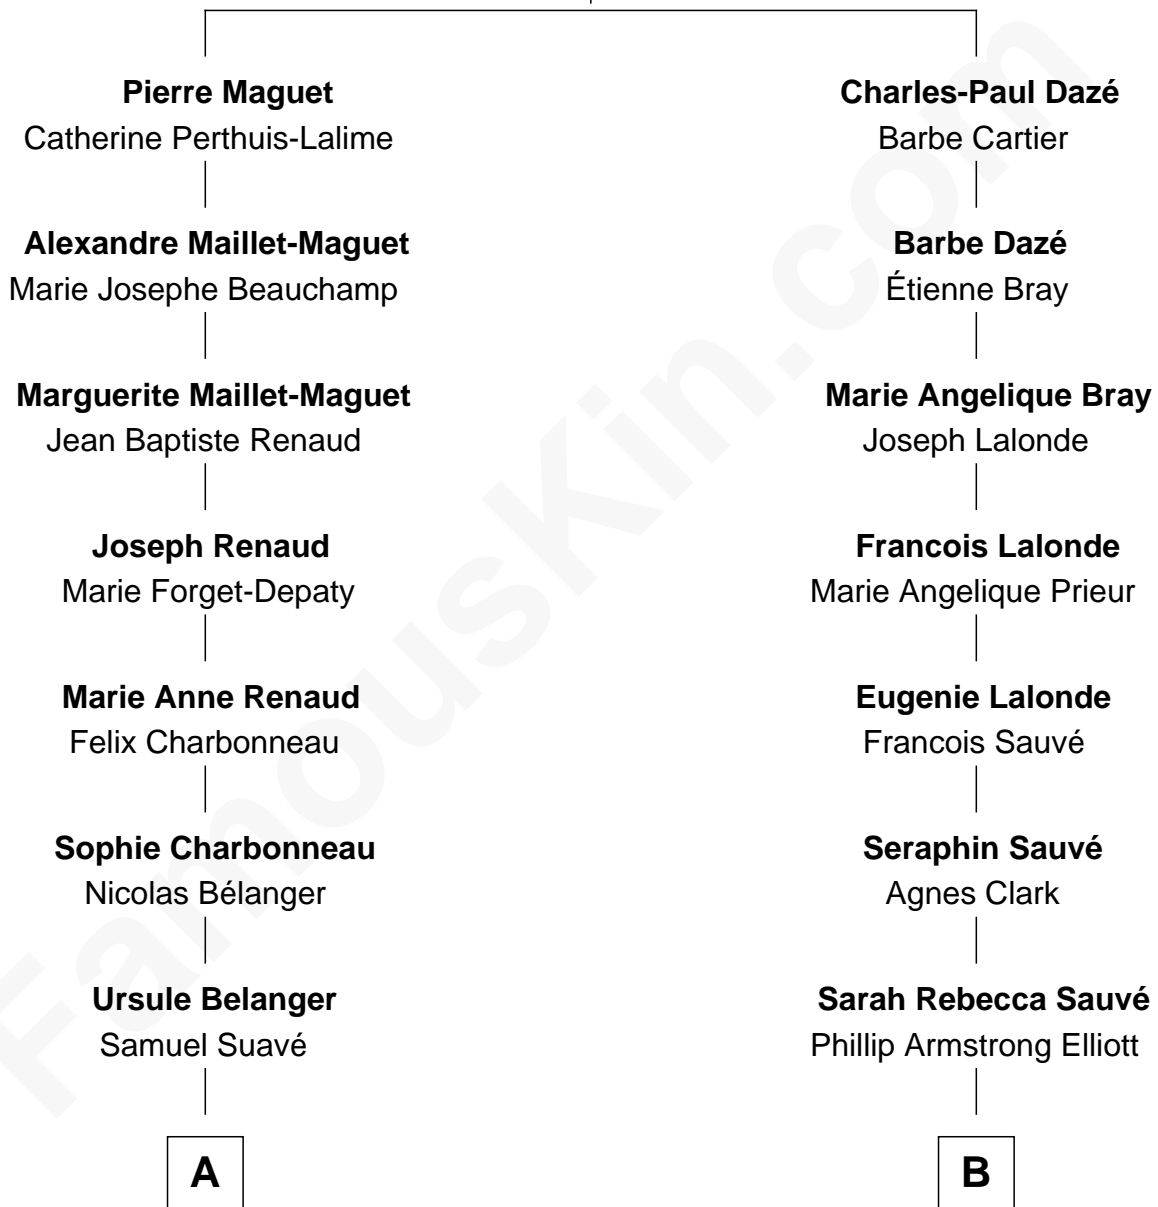 Pierre Maguet
Catherine Perthuis-Lalime
Alexandre Maillet-Maguet
Marie Josephe Beauchamp
Marguerite Maillet-Maguet
Jean Baptiste Renaud
Joseph Renaud
Marie Forget-Depaty
Marie Anne Renaud
Felix Charbonneau
Sophie Charbonneau
Nicolas Bélanger
Ursule Belanger
Samuel Suavé
A
Charles-Paul Dazé
Barbe Cartier
Barbe Dazé
Étienne Bray
Marie Angelique Bray
Joseph Lalonde
Francois Lalonde
Marie Angelique Prieur
Eugenie Lalonde
Francois Sauvé
Seraphin Sauvé
Agnes Clark
Sarah Rebecca Sauvé
Phillip Armstrong Elliott
B
FamousKin.com